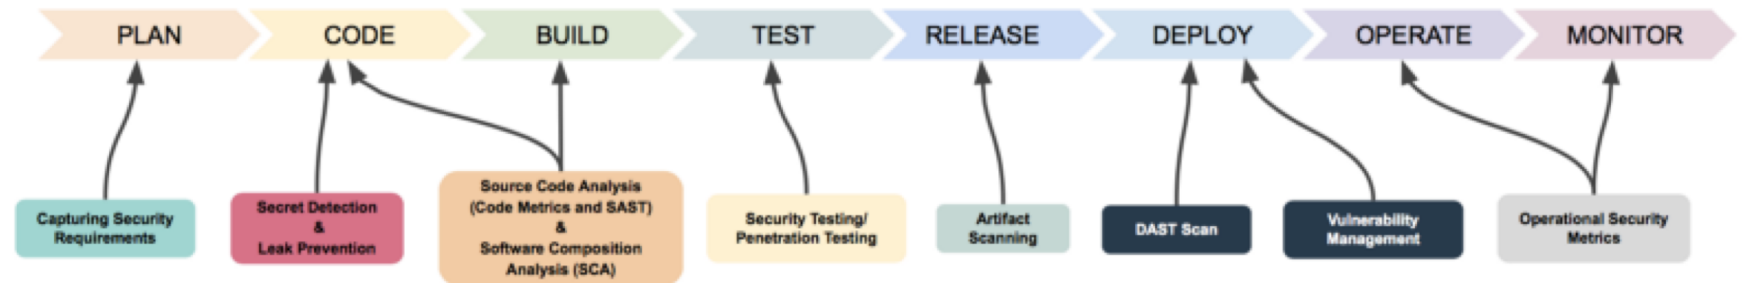 PLAN
CODE
BUILD
TEST
RELEASE
DEPLOY
OPERATE
MONITOR
Capturing Security
Requirements
Secret Detection
&
Leak Prevention
Source Code Analysis
(Code Metrics and SAST)
&
Software Composition
Analysis (SCA)
Security Testing/
Penetration Testing
Artifact
Scanning
DAST Scan
Vulnerability
Management
Operational Security
Metrics